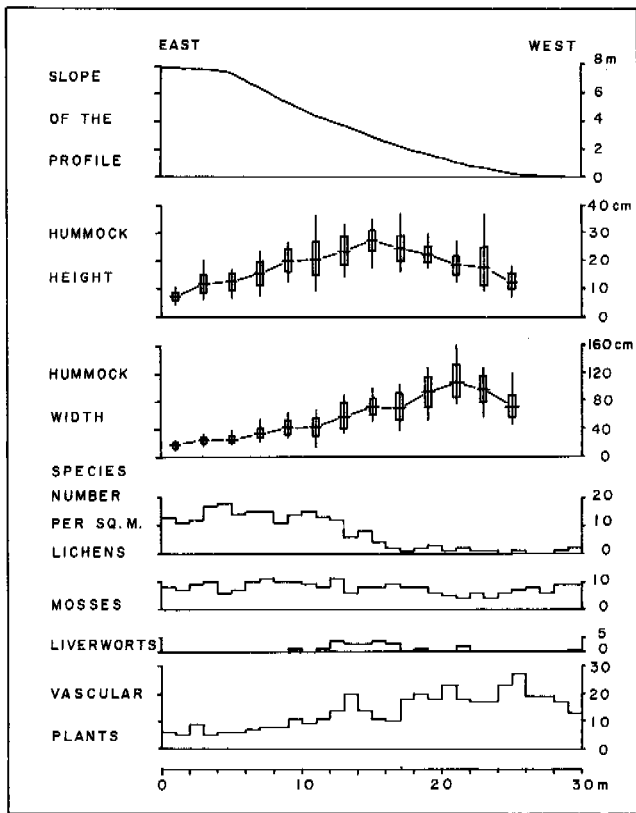 EAST WEST
8 m
SLOPE
6
OF THE
4
2
PROFILE
0
40 cm
HUMMOCK
30
20
HEIGHT
10
0
160 cm
HUMMOCK
120
80
WIDTH
40
0
SPECIES
NUMBER 20
PER SQ. M. 10
LICHENS 0
10
MOSSES 0
5
LIVERWORTS 0
30
VASCULAR
20
10
PLANTS
0
0 10 20 30 m